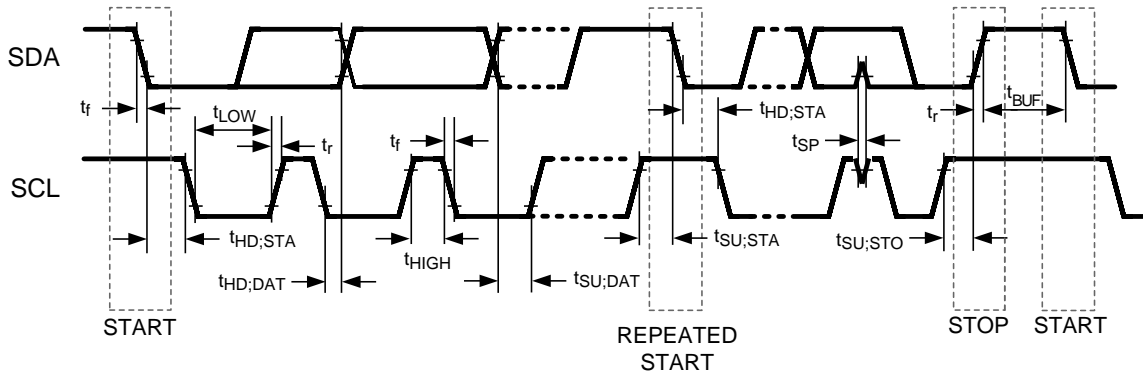 SDA
tf
tLOW
tr
tf
tHD;STA
tSP
tr
tBUF
SCL
tHD;STA
tHD;DAT
tHIGH
tSU;DAT
tSU;STA
tSU;STO
START
REPEATED
START
STOP
START